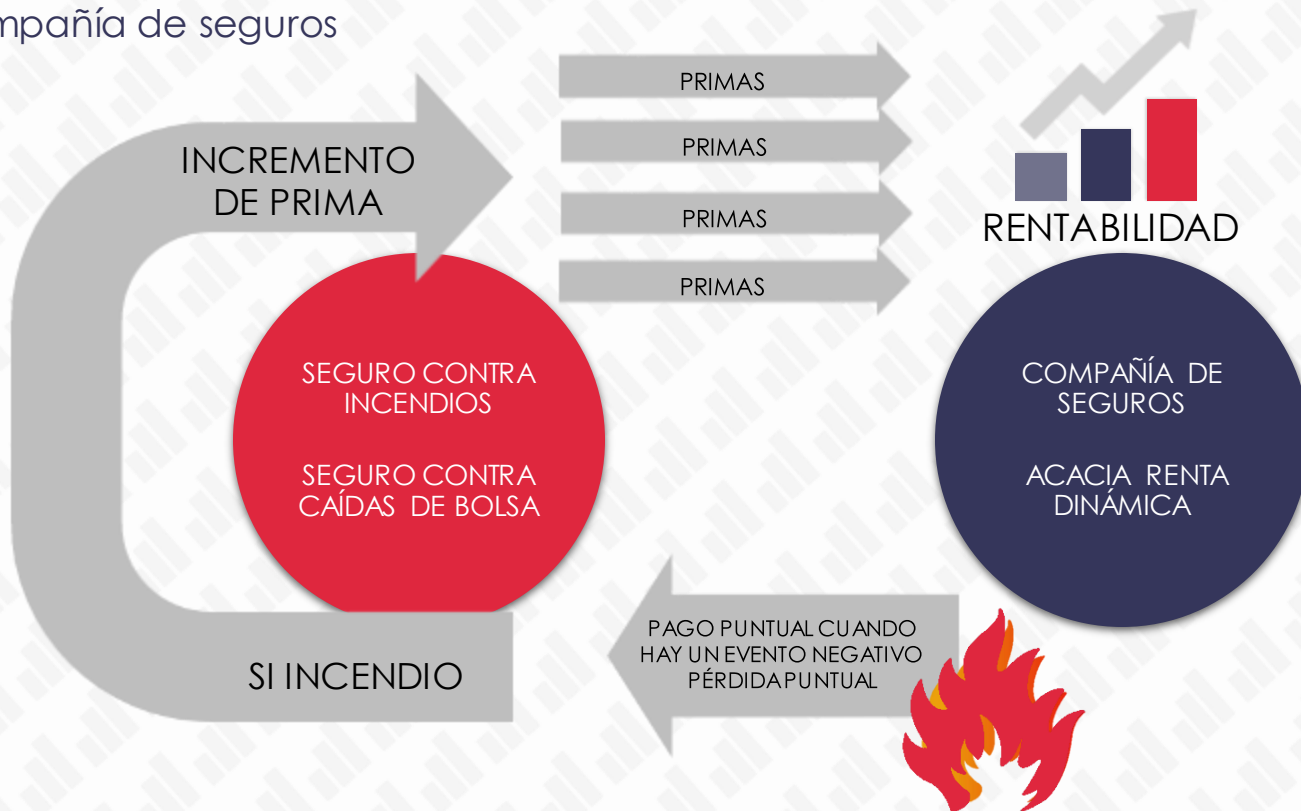 mpañía de seguros
INCREMENTO
DE PRIMA
PRIMAS
PRIMAS
PRIMAS
PRIMAS
RENTABILIDAD
SEGURO CONTRA
INCENDIOS
SEGURO CONTRA
CAÍDAS DE BOLSA
COMPAÑÍA DE
SEGUROS
ACACIA RENTA
DINÁMICA
SI INCENDIO
PAGO PUNTUAL CUANDO
HAY UN EVENTO NEGATIVO
PÉRDIDA PUNTUAL